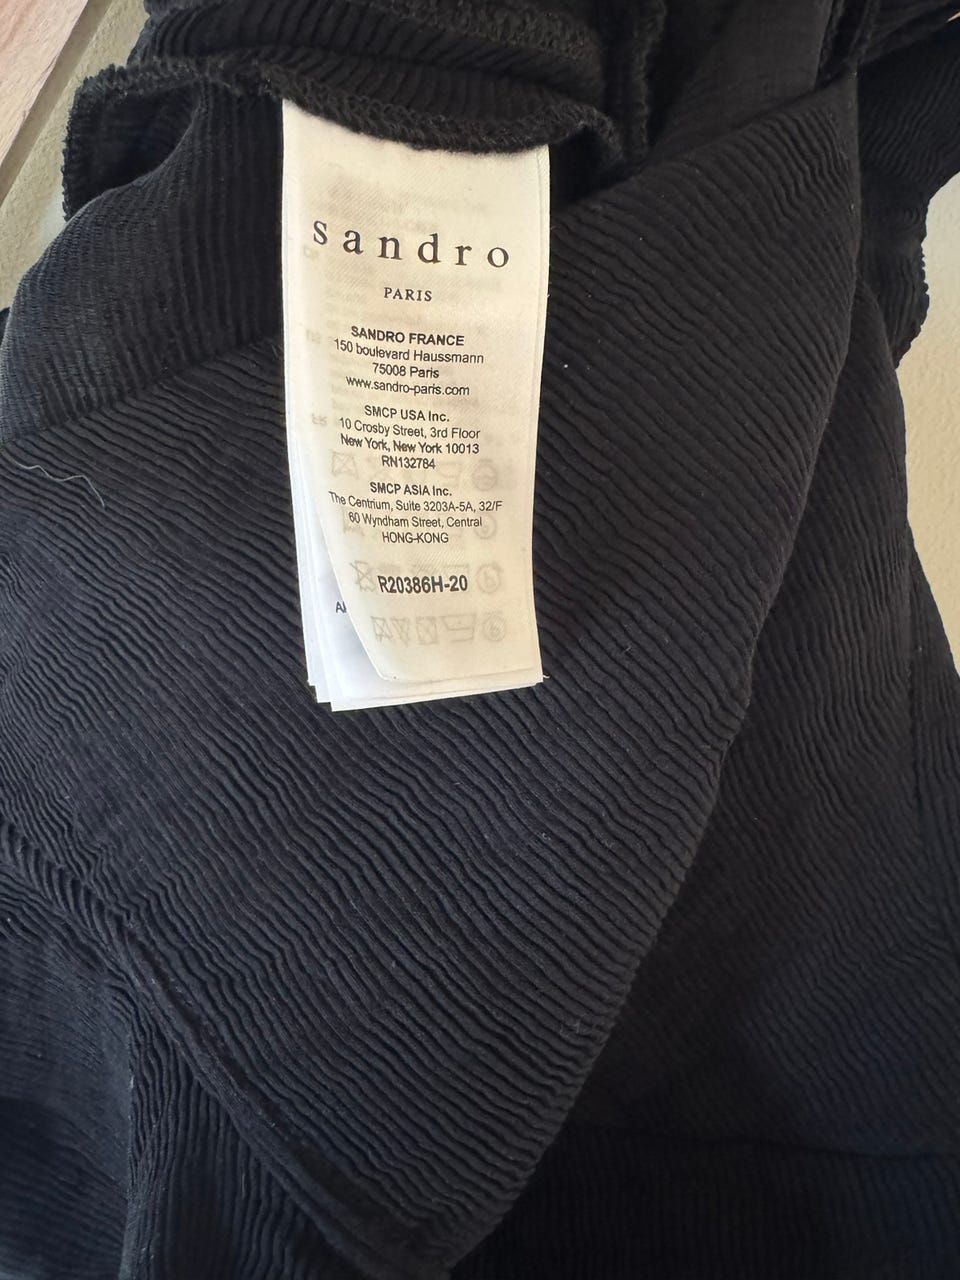 sandro
PARIS
SANDRO FRANCE
150 boulevard Haussmann
75008 Paris
www.sandro-paris.com
SMCP USA Inc.
10 Crosby Street, 3rd Floor
New York, New York 10013
RN132784
SMCP ASIA Inc.
The Centrium, Suite 3203A-5A, 32/F
60 Wyndham Street, Central
HONG-KONG
R20386H-20